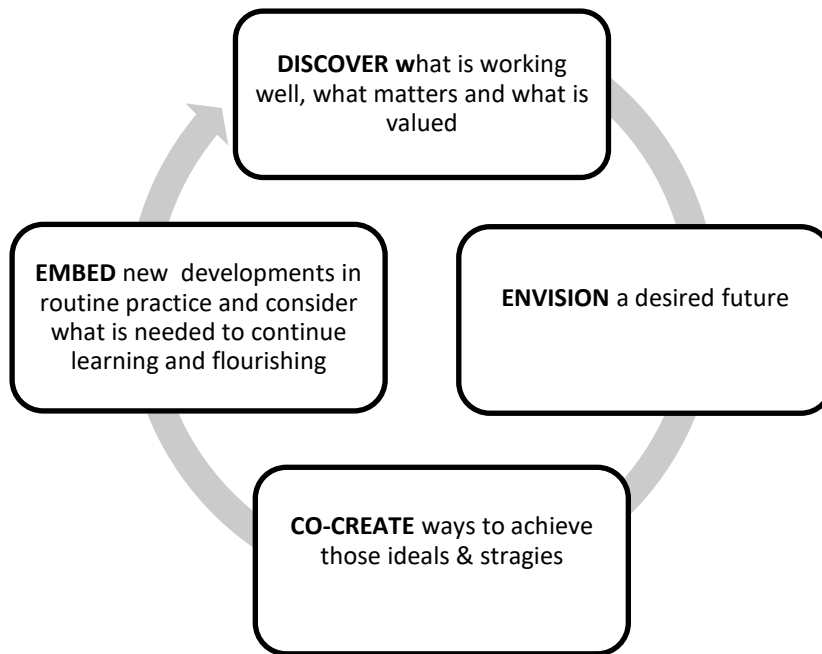 DISCOVER what is working
well, what matters and what is
valued
ENVISION a desired future
CO-CREATE ways to achieve
those ideals & stragies
EMBED new  developments in
routine practice and consider
what is needed to continue
learning and flourishing